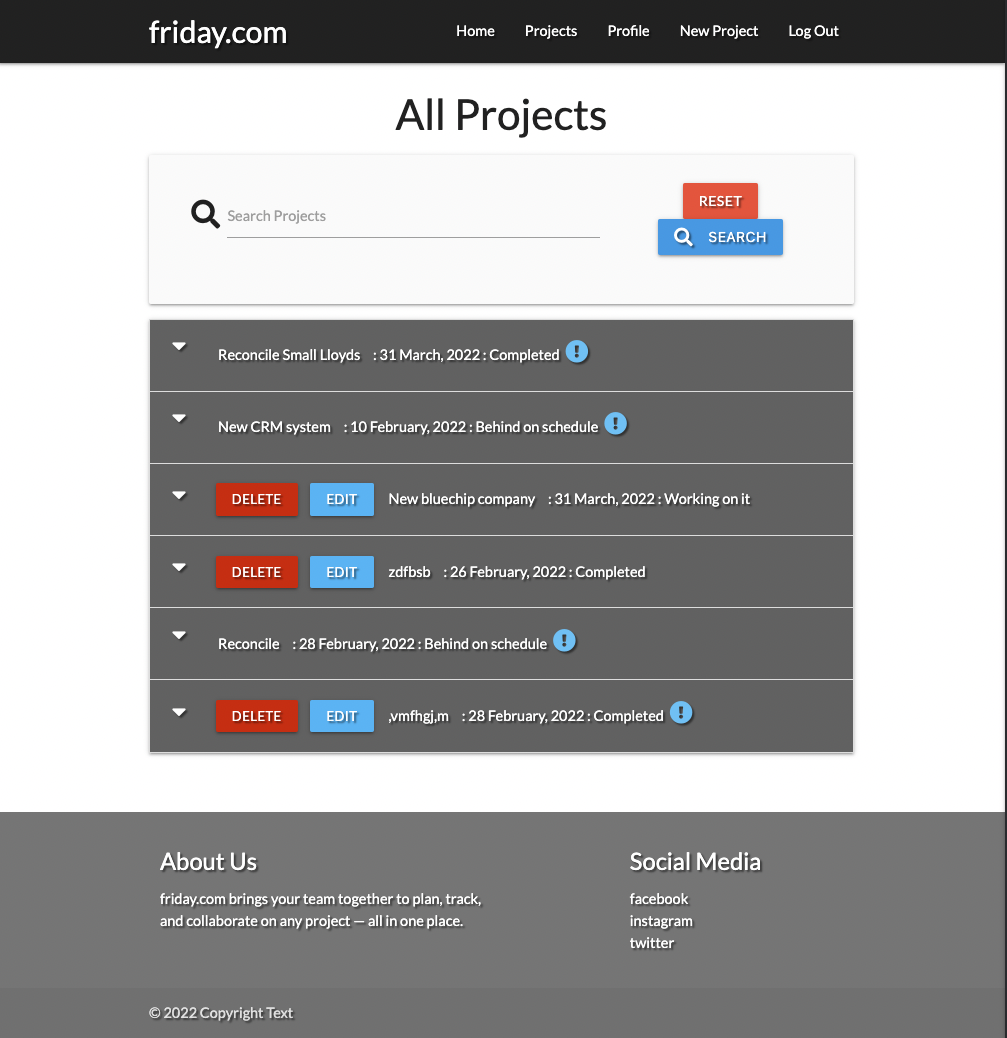 friday.com Home Projects Profile New Project Log Out
All Projects
Search Projects
RESET
SEARCH
Reconcile Small Lloyds : 31 March, 2022 : Completed
New CRM system : 10 February, 2022 : Behind on schedule
DELETE EDIT New bluechip company : 31 March, 2022 : Working on it
DELETE EDIT zdfbsb : 26 February, 2022 : Completed
Reconcile : 28 February, 2022 : Behind on schedule
DELETE EDIT ,vmfhgj,m : 28 February, 2022 : Completed
About Us
friday.com brings your team together to plan, track,
and collaborate on any project — all in one place.
Social Media
facebook
instagram
twitter
© 2022 Copyright Text